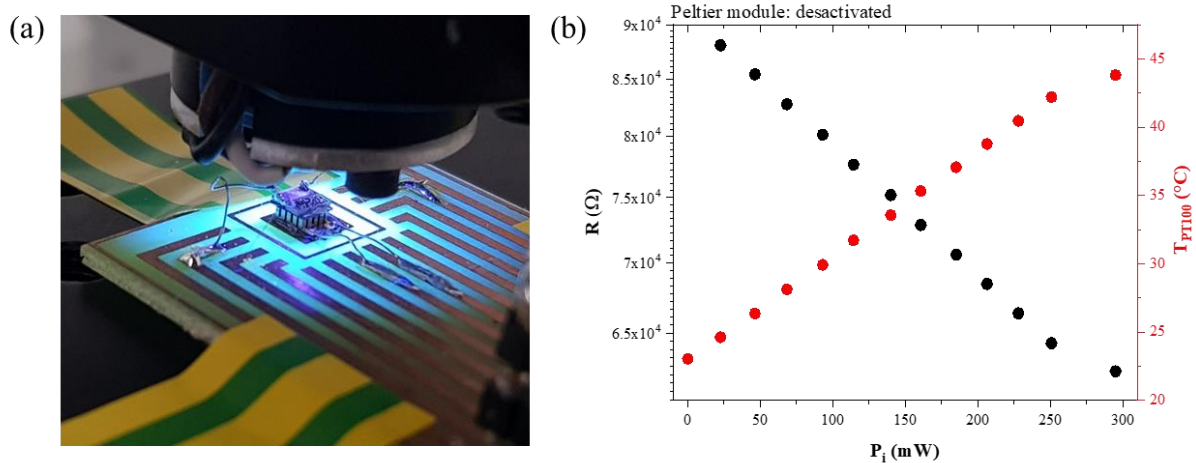 (a)
(b)
Peltier module: desactivated
9x10⁴
8.5x10⁴
8x10⁴
7.5x10⁴
7x10⁴
6.5x10⁴
R (Ω)
45
40
35
30
25
20
T_PT100 (°C)
0 50 100 150 200 250 300
P_i (mW)